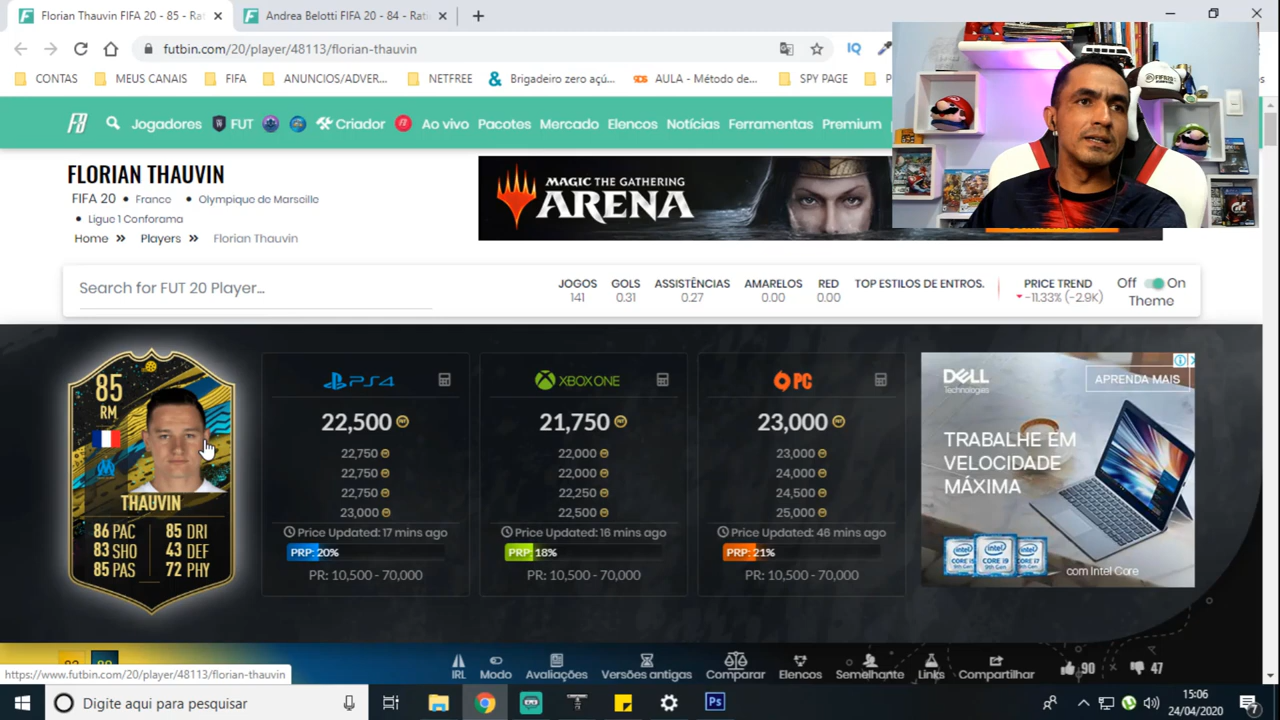 Florian Thauvin FIFA 20 - 85 - Rat
Andrea Belotti FIFA 20 - 84 - Ratin
futbin.com/20/player/48113/florian-thauvin
CONTAS
MEUS CANAIS
FIFA
ANUNCIOS/ADVER...
NETFREE
Brigadeiro zero açú...
AULA - Método de...
SPY PAGE
Jogadores
FUT
Criador
Ao vivo
Pacotes
Mercado
Elencos
Notícias
Ferramentas
Premium
FLORIAN THAUVIN
FIFA 20 • France • Olympique de Marseille
• Ligue 1 Conforama
Home » Players » Florian Thauvin
MAGIC THE GATHERING
ARENA
Search for FUT 20 Player...
JOGOS
141
GOLS
0.31
ASSISTÊNCIAS
0.27
AMARELOS
0.00
RED
0.00
TOP ESTILOS DE ENTROS.
PRICE TREND
-11.33% (-2.9K)
Off On
Theme
85
RM
THAUVIN
86 PAC 85 DRI
83 SHO 43 DEF
85 PAS 72 PHY
PS4
22,500
22,750
22,750
22,750
23,000
Price Updated: 17 mins ago
PRP: 20%
PR: 10,500 - 70,000
XBOX ONE
21,750
22,000
22,000
22,250
22,500
Price Updated: 16 mins ago
PRP: 18%
PR: 10,500 - 70,000
PC
23,000
23,000
24,000
24,500
25,000
Price Updated: 46 mins ago
PRP: 21%
PR: 10,500 - 70,000
DELL
Technologies
APRENDA MAIS
TRABALHE EM
VELOCIDADE
MÁXIMA
com Intel Core
IRL
Modo
Avaliações
Versões antigas
Comparar
Elencos
Semelhante
Links
Compartilhar
90
47
https://www.futbin.com/20/player/48113/florian-thauvin
Digite aqui para pesquisar
15:06
24/04/2020